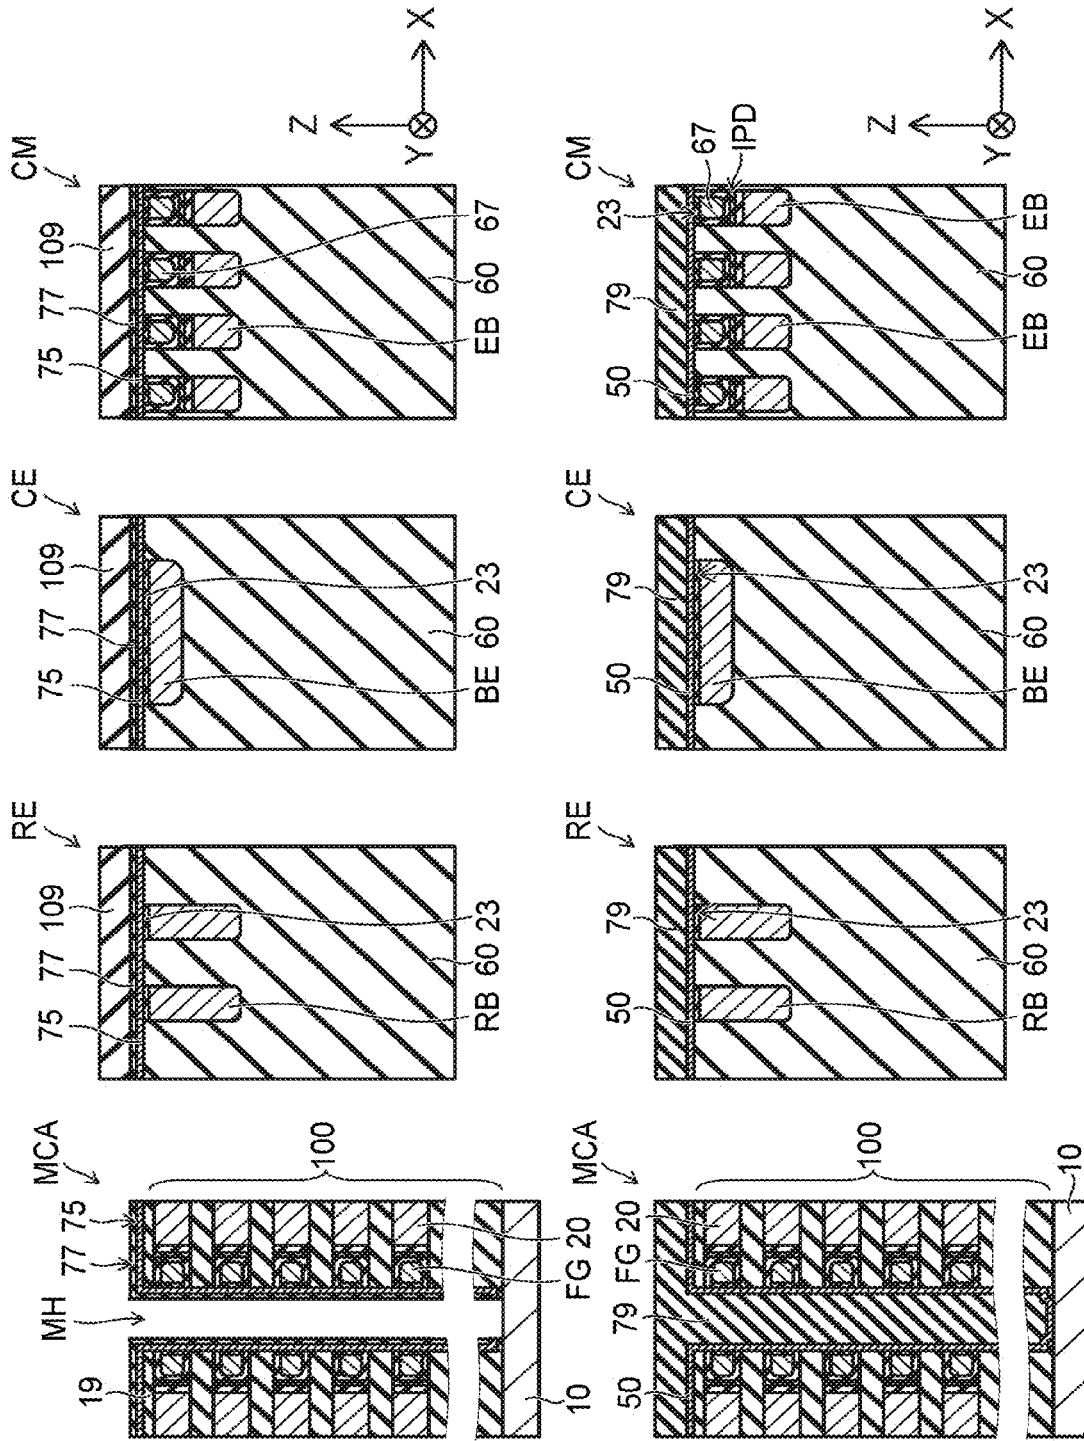 MCA RE CE CM
MH
19 77 75 75 77 109 75 77 109 75 77 109
100
Z
Y X
10 FG 20 RB 60 23 BE 60 23 EB 60 67
MCA RE CE CM
50 79 FG 20 50 79 50 79 50 79 23 67
IPD
100
Z
Y X
10 RB 60 23 BE 60 23 EB 60 EB